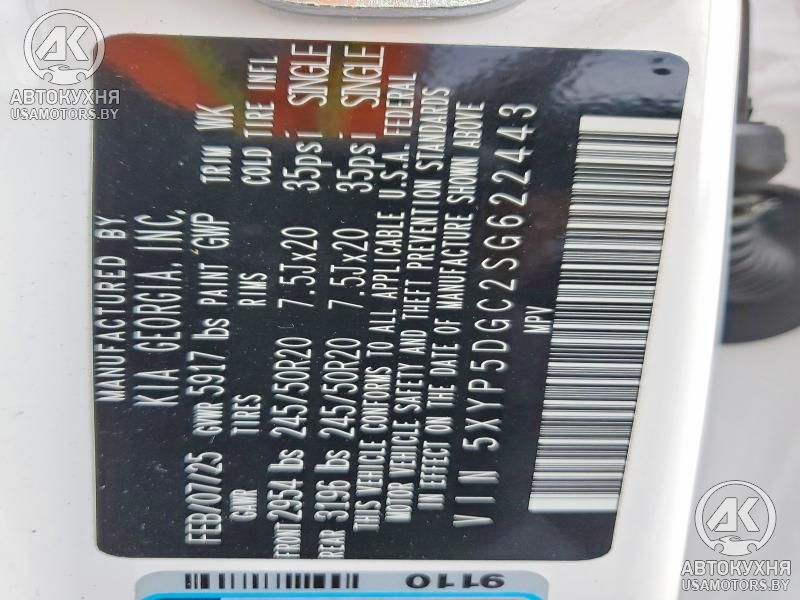 MANUFACTURED BY
KIA GEORGIA, INC.
FEB/07/25 GVWR 5917 lbs PAINT GWP TRIM WK
GAWR TIRES RIMS COLD TIRE INFL
FRONT 2954 lbs 245/50R20 7.5Jx20 35psi SINGLE
REAR 3196 lbs 245/50R20 7.5Jx20 35psi SINGLE
THIS VEHICLE CONFORMS TO ALL APPLICABLE U.S.A. FEDERAL
MOTOR VEHICLE SAFETY AND THEFT PREVENTION STANDARDS
IN EFFECT ON THE DATE OF MANUFACTURE SHOWN ABOVE
VIN 5XYP5DGC2SG622443
MPV
9110
АК
АВТОКУХНЯ
USAMOTORS.BY
АК
АВТОКУХНЯ
USAMOTORS.BY